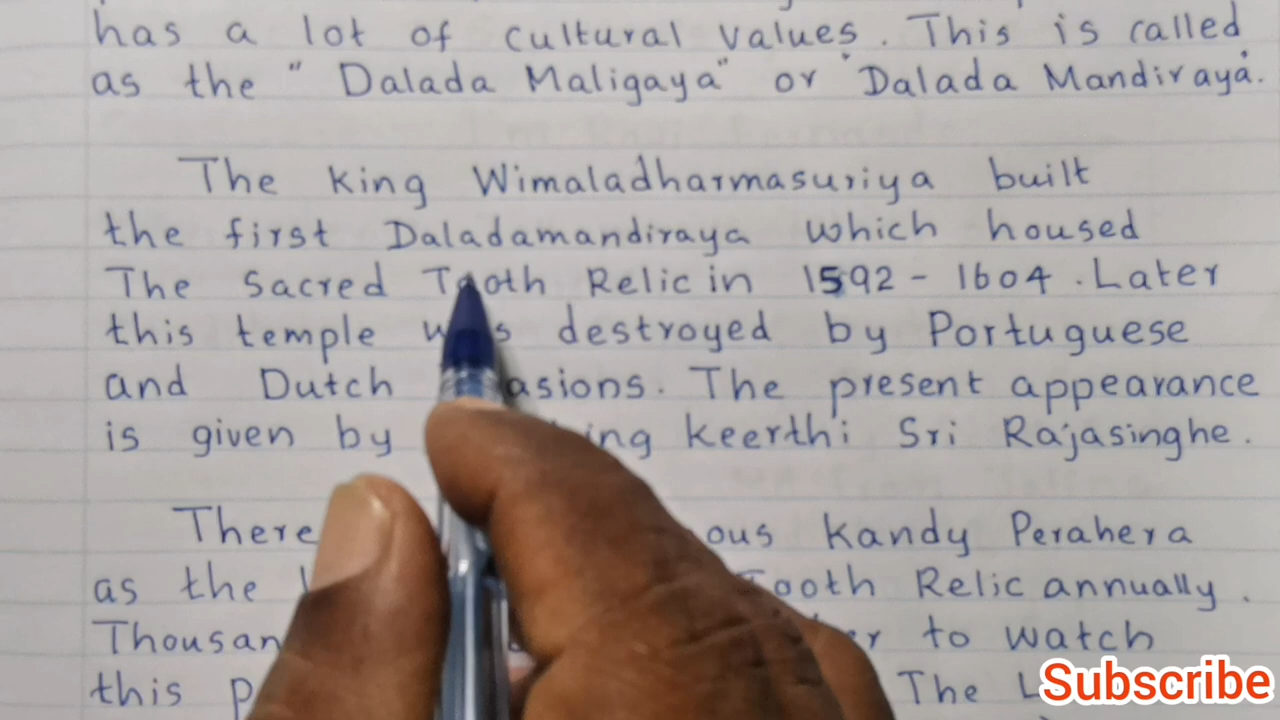 has a lot of cultural values. This is called
as the "Dalada Maligaya" or "Dalada Mandiraya".
The king Wimaladharmasuriya built
the first Daladamandiraya which housed
The Sacred Tooth Relic in 1592 - 1604. Later
this temple was destroyed by Portuguese
and Dutch asions. The present appearance
is given by ing keerthi Sri Rajasinghe.
There ous Kandy Perahera
as the Tooth Relic annually.
Thousan to watch
this p The L
Subscribe